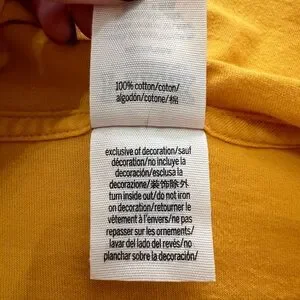 100% cotton/coton/
algodón/cotone/棉
exclusive of decoration/sauf
décoration/no incluye la
decoración/esclusa la
decorazione/装饰除外
turn inside out/do not iron
on decoration/retourner le
vêtement à l'envers/ne pas
repasser sur les ornements/
lavar del lado del revés/no
planchar sobre la decoración/